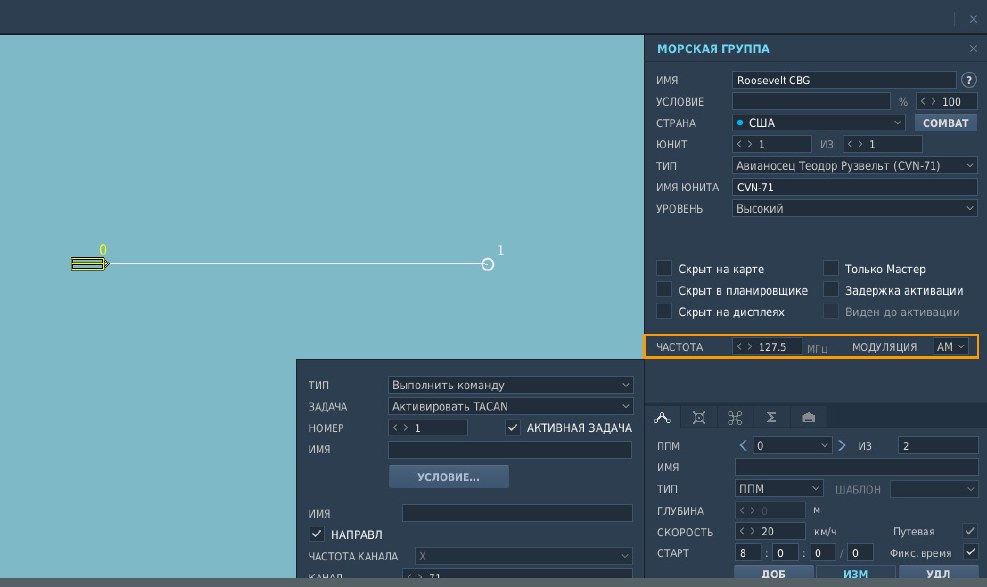 МОРСКАЯ ГРУППА
ИМЯ Roosevelt CBG ?
УСЛОВИЕ % < > 100
СТРАНА США COMBAT
ЮНИТ < > 1 ИЗ < > 1
ТИП Авианосец Теодор Рузвельт (CVN-71)
ИМЯ ЮНИТА CVN-71
УРОВЕНЬ Высокий
0
1
Скрыт на карте Только Мастер
Скрыт в планировщике Задержка активации
Скрыт на дисплеях Виден до активации
ЧАСТОТА < > 127.5 МГц МОДУЛЯЦИЯ AM
ТИП Выполнить команду
ЗАДАЧА Активировать TACAN
НОМЕР < > 1 АКТИВНАЯ ЗАДАЧА
ИМЯ
УСЛОВИЕ...
ИМЯ
НАПРАВЛ
ЧАСТОТА КАНАЛА X
КАНАЛ < > 71
ППМ < 0 > ИЗ 2
ИМЯ
ТИП ППМ ШАБЛОН
ГЛУБИНА < > 0 м
СКОРОСТЬ < > 20 км/ч Путевая
СТАРТ 8 : 0 : 0 / 0 Фикс. время
ДОБ ИЗМ УДЛ